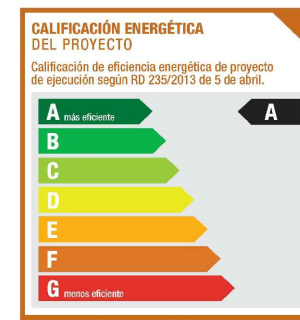 CALIFICACIÓN ENERGÉTICA
DEL PROYECTO
Calificación de eficiencia energética de proyecto
de ejecución según RD 235/2013 de 5 de abril.
A más eficiente A
B
C
D
E
F
G menos eficiente